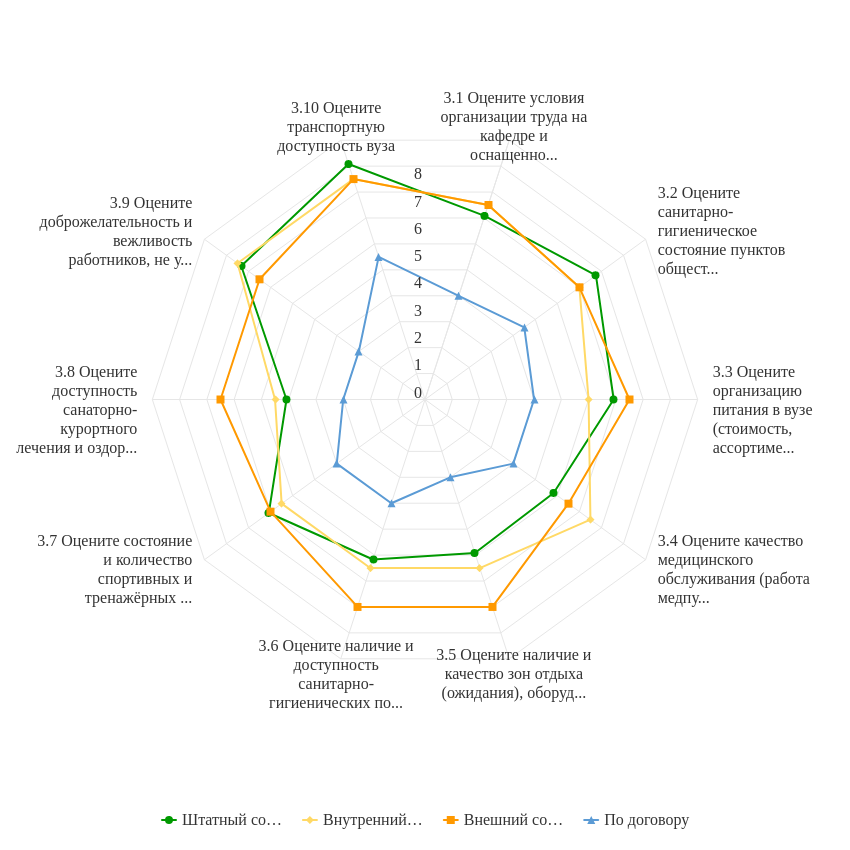 3.10 Оцените
транспортную
доступность вуза
3.1 Оцените условия
организации труда на
кафедре и
оснащенно...
3.2 Оцените
санитарно-
гигиеническое
состояние пунктов
общест...
3.3 Оцените
организацию
питания в вузе
(стоимость,
ассортиме...
3.4 Оцените качество
медицинского
обслуживания (работа
медпу...
3.5 Оцените наличие и
качество зон отдыха
(ожидания), оборуд...
3.6 Оцените наличие и
доступность
санитарно-
гигиенических по...
3.7 Оцените состояние
и количество
спортивных и
тренажёрных ...
3.8 Оцените
доступность
санаторно-
курортного
лечения и оздор...
3.9 Оцените
доброжелательность и
вежливость
работников, не у...
8
7
6
5
4
3
2
1
0
Штатный со…
Внутренний…
Внешний со…
По договору